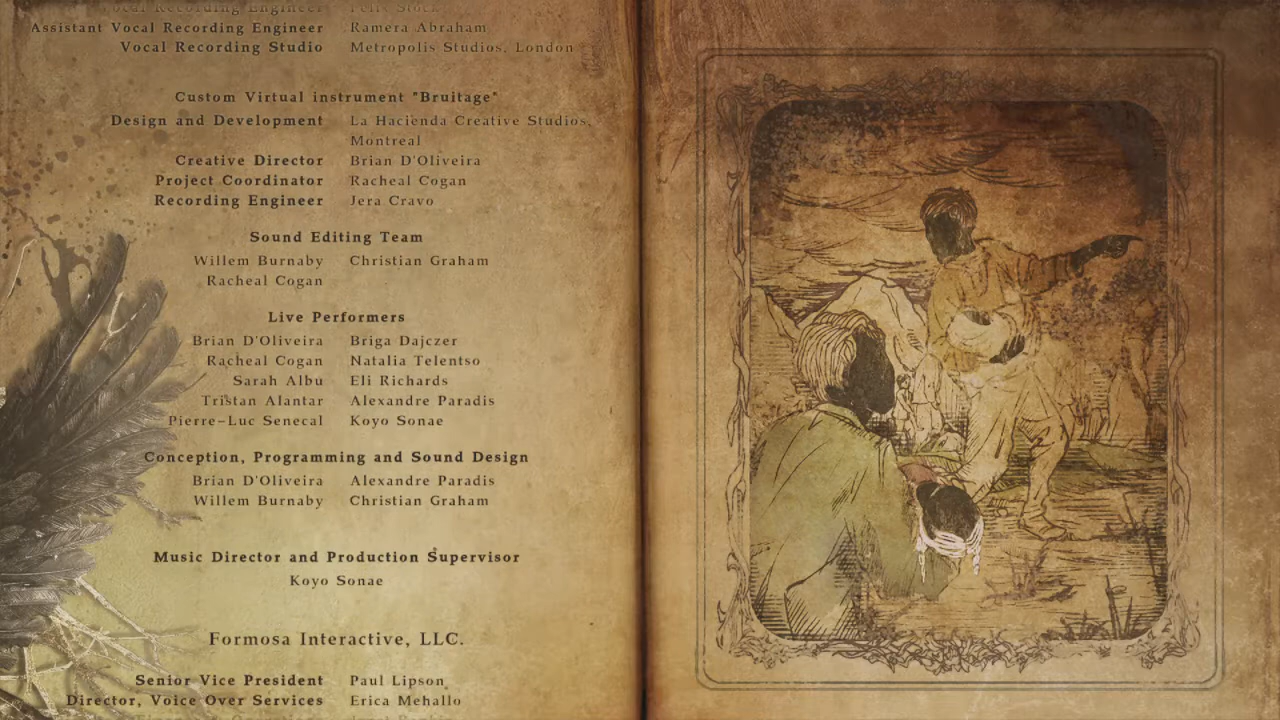 Vocal Recording Engineer Felix Stock
Assistant Vocal Recording Engineer Ramera Abraham
Vocal Recording Studio Metropolis Studios, London
Custom Virtual instrument "Bruitage"
Design and Development La Hacienda Creative Studios,
Montreal
Creative Director Brian D'Oliveira
Project Coordinator Racheal Cogan
Recording Engineer Jera Cravo
Sound Editing Team
Willem Burnaby Christian Graham
Racheal Cogan
Live Performers
Brian D'Oliveira Briga Dajczer
Racheal Cogan Natalia Telentso
Sarah Albu Eli Richards
Tristan Alantar Alexandre Paradis
Pierre-Luc Senecal Koyo Sonae
Conception, Programming and Sound Design
Brian D'Oliveira Alexandre Paradis
Willem Burnaby Christian Graham
Music Director and Production Supervisor
Koyo Sonae
Formosa Interactive, LLC.
Senior Vice President Paul Lipson
Director, Voice Over Services Erica Mehallo